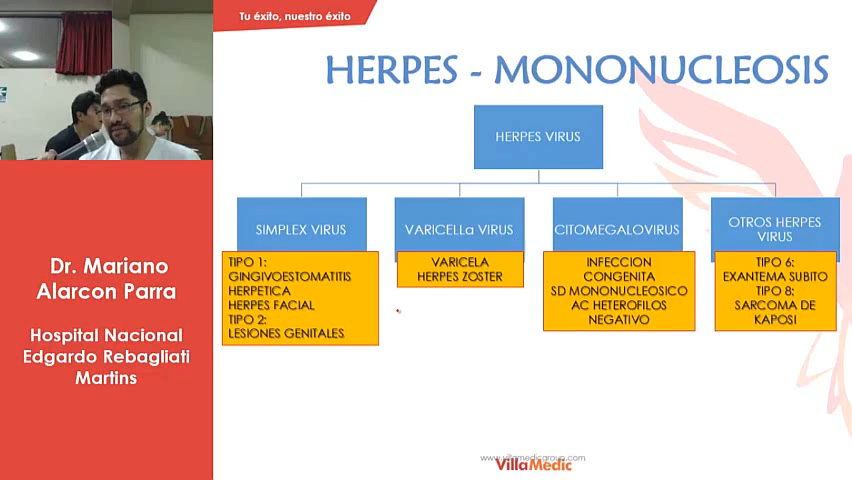 Tu éxito, nuestro éxito
HERPES - MONONUCLEOSIS
HERPES VIRUS
SIMPLEX VIRUS
TIPO 1:
GINGIVOESTOMATITIS
HERPETICA
HERPES FACIAL
TIPO 2:
LESIONES GENITALES
VARICELLa VIRUS
VARICELA
HERPES ZOSTER
CITOMEGALOVIRUS
INFECCION
CONGENITA
SD MONONUCLEOSICO
AC HETEROFILOS
NEGATIVO
OTROS HERPES
VIRUS
TIPO 6:
EXANTEMA SUBITO
TIPO 8:
SARCOMA DE
KAPOSI
Dr. Mariano
Alarcon Parra
Hospital Nacional
Edgardo Rebagliati
Martins
www.villamedicgroup.com
VillaMedic